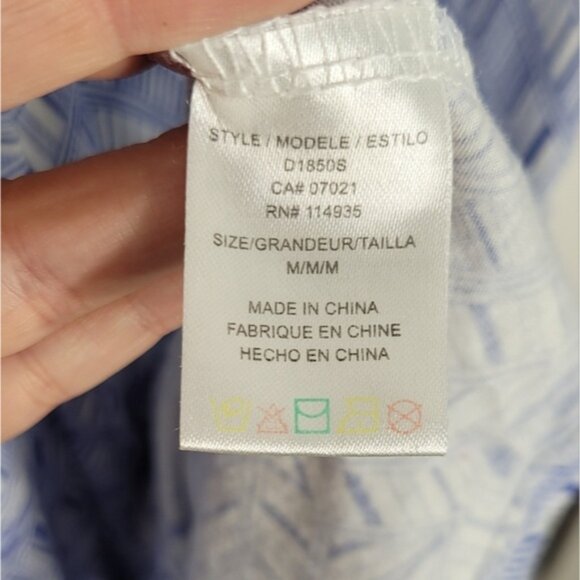 STYLE / MODELE / ESTILO
D1850S
CA# 07021
RN# 114935
SIZE/GRANDEUR/TAILLA
M/M/M
MADE IN CHINA
FABRIQUE EN CHINE
HECHO EN CHINA